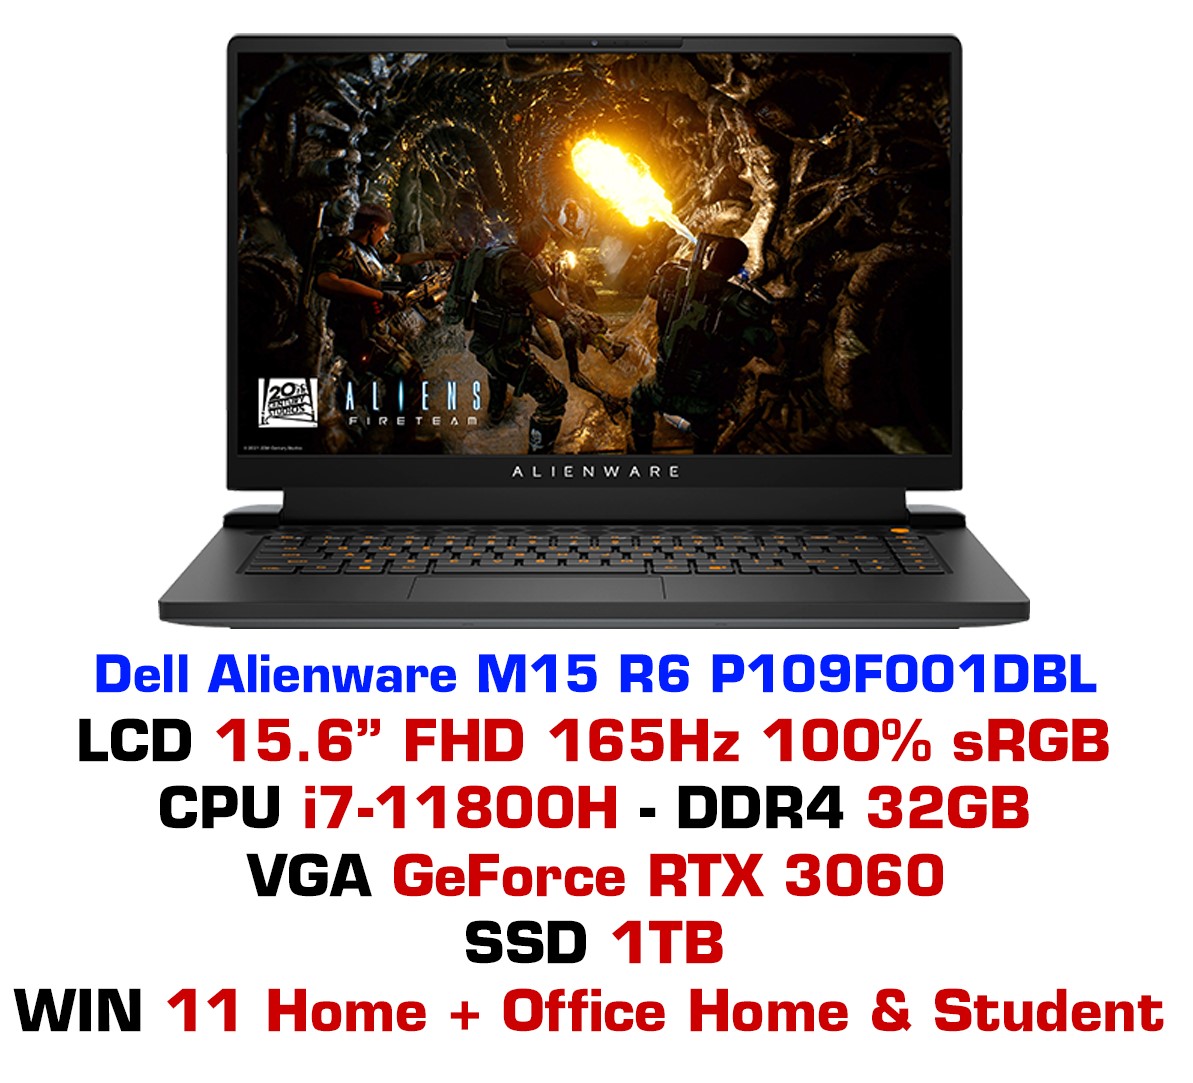 20TH
CENTURY
STUDIOS
ALIENS
FIRETEAM
ALIENWARE
Dell Alienware M15 R6 P109F001DBL
LCD 15.6” FHD 165Hz 100% sRGB
CPU i7-11800H - DDR4 32GB
VGA GeForce RTX 3060
SSD 1TB
WIN 11 Home + Office Home & Student